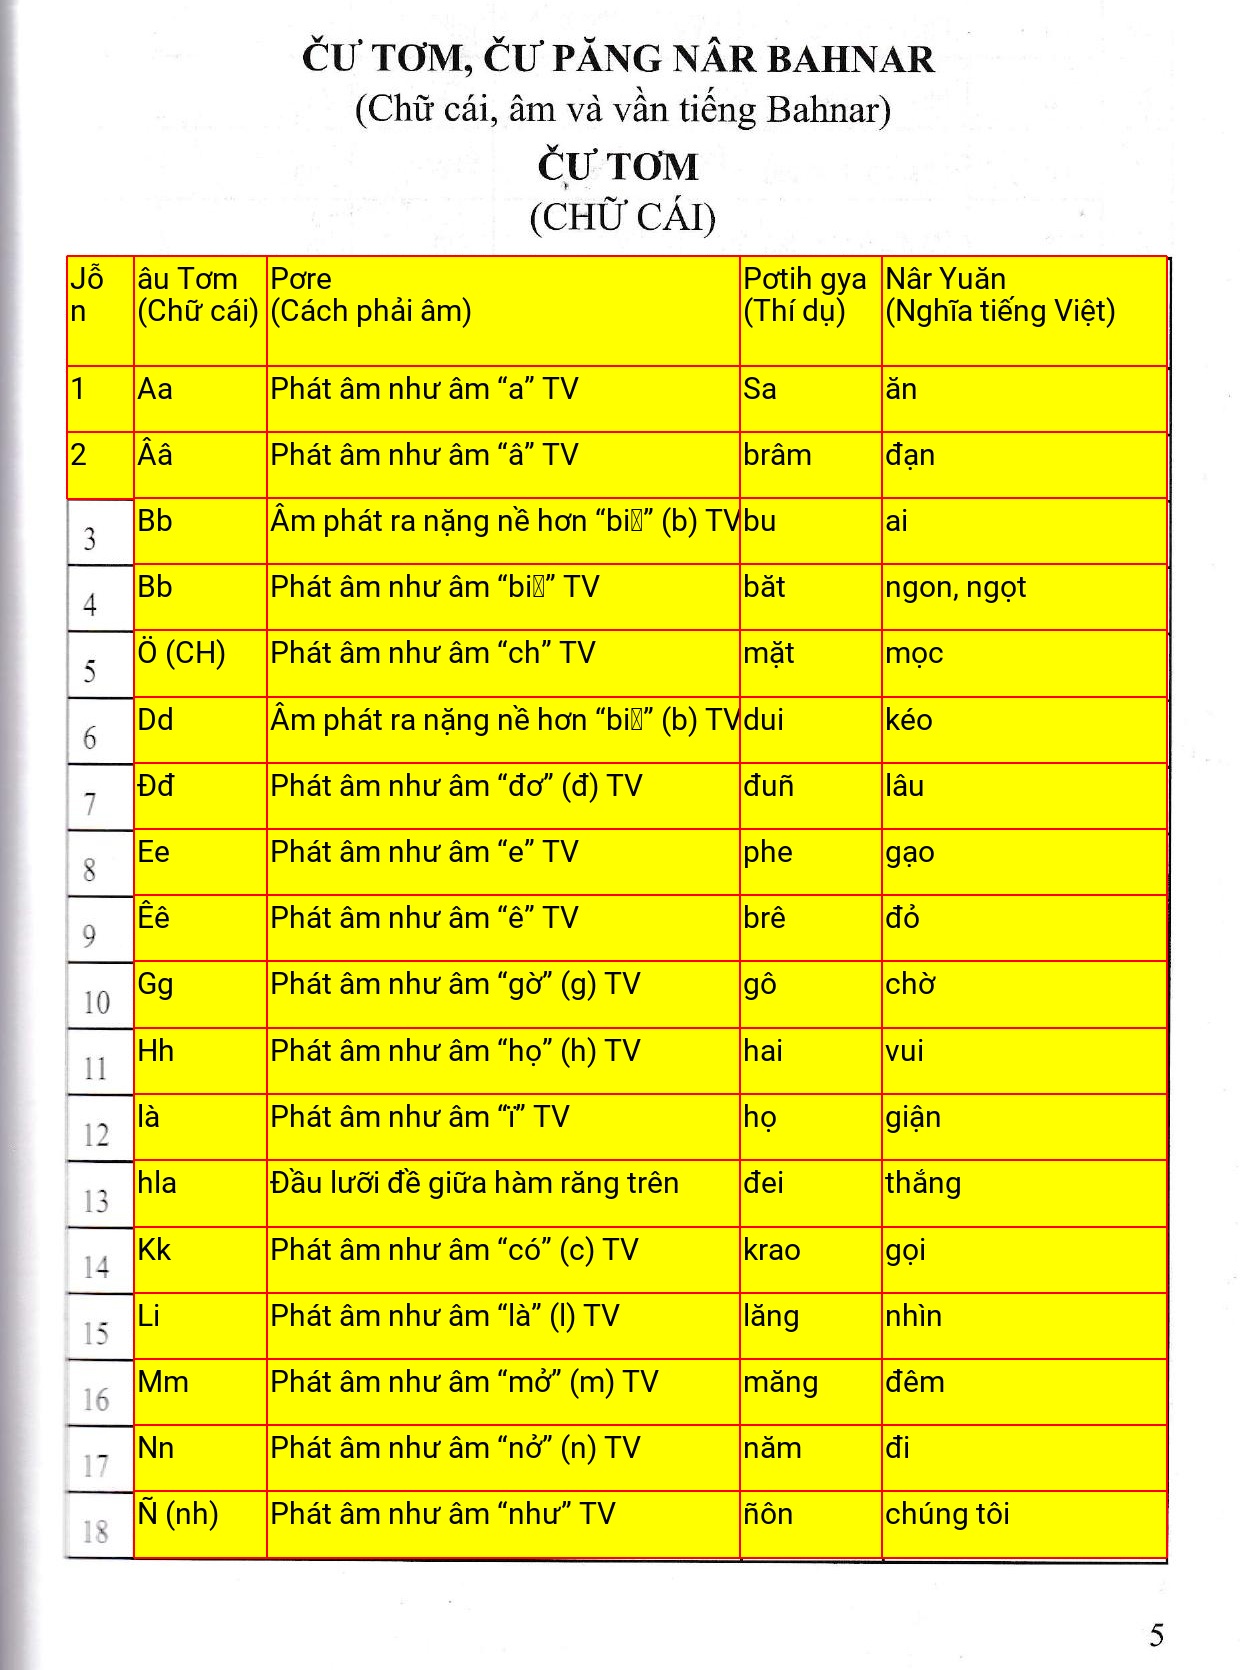 ČƯ TƠM, ČƯ PĂNG NÂR BAHNAR
(Chữ cái, âm và vần tiếng Bahnar)
ČƯ TƠM
(CHỮ CÁI)
Jỗ n âu Tơm (Chữ cái) Pơre (Cách phải âm) Pơtih gya (Thí dụ) Nâr Yuăn (Nghĩa tiếng Việt)
1 Aa Phát âm như âm “a” TV Sa ăn
2 Ââ Phát âm như âm “â” TV brâm đạn
3 Bb Âm phát ra nặng nề hơn “bi” (b) TV bu ai
4 Bb Phát âm như âm “bi” TV băt ngon, ngọt
5 Ö (CH) Phát âm như âm “ch” TV mặt mọc
6 Dd Âm phát ra nặng nề hơn “bi” (b) TV dui kéo
7 Đđ Phát âm như âm “đơ” (đ) TV đuñ lâu
8 Ee Phát âm như âm “e” TV phe gạo
9 Êê Phát âm như âm “ê” TV brê đỏ
10 Gg Phát âm như âm “gờ” (g) TV gô chờ
11 Hh Phát âm như âm “họ” (h) TV hai vui
12 là Phát âm như âm “ï” TV họ giận
13 hla Đầu lưỡi đề giữa hàm răng trên đei thắng
14 Kk Phát âm như âm “có” (c) TV krao gọi
15 Li Phát âm như âm “là” (l) TV lăng nhìn
16 Mm Phát âm như âm “mở” (m) TV măng đêm
17 Nn Phát âm như âm “nở” (n) TV năm đi
18 Ñ (nh) Phát âm như âm “như” TV ñôn chúng tôi
5